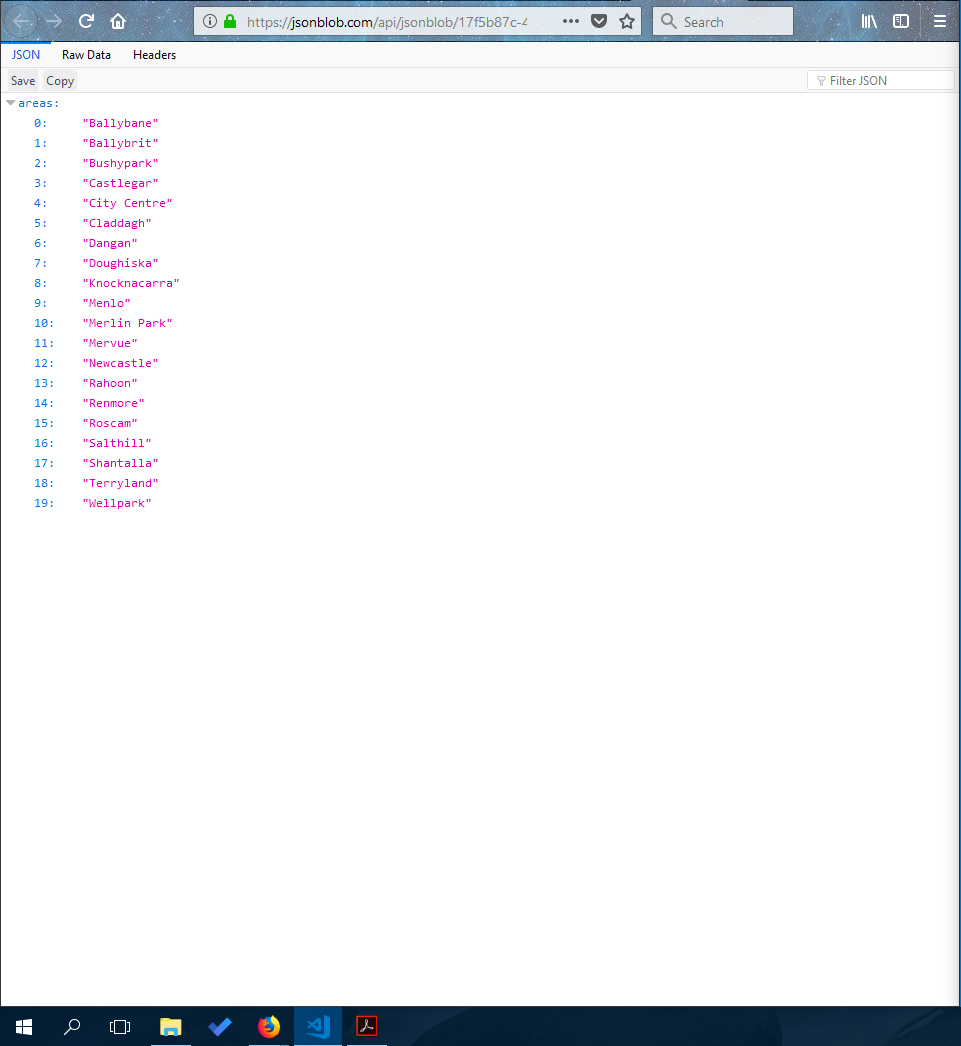 https://jsonblob.com/api/jsonblob/17f5b87c-4
Search
JSON Raw Data Headers
Save Copy
Filter JSON
areas:
0: "Ballybane"
1: "Ballybrit"
2: "Bushypark"
3: "Castlegar"
4: "City Centre"
5: "Claddagh"
6: "Dangan"
7: "Doughiska"
8: "Knocknacarra"
9: "Menlo"
10: "Merlin Park"
11: "Mervue"
12: "Newcastle"
13: "Rahoon"
14: "Renmore"
15: "Roscam"
16: "Salthill"
17: "Shantalla"
18: "Terryland"
19: "Wellpark"